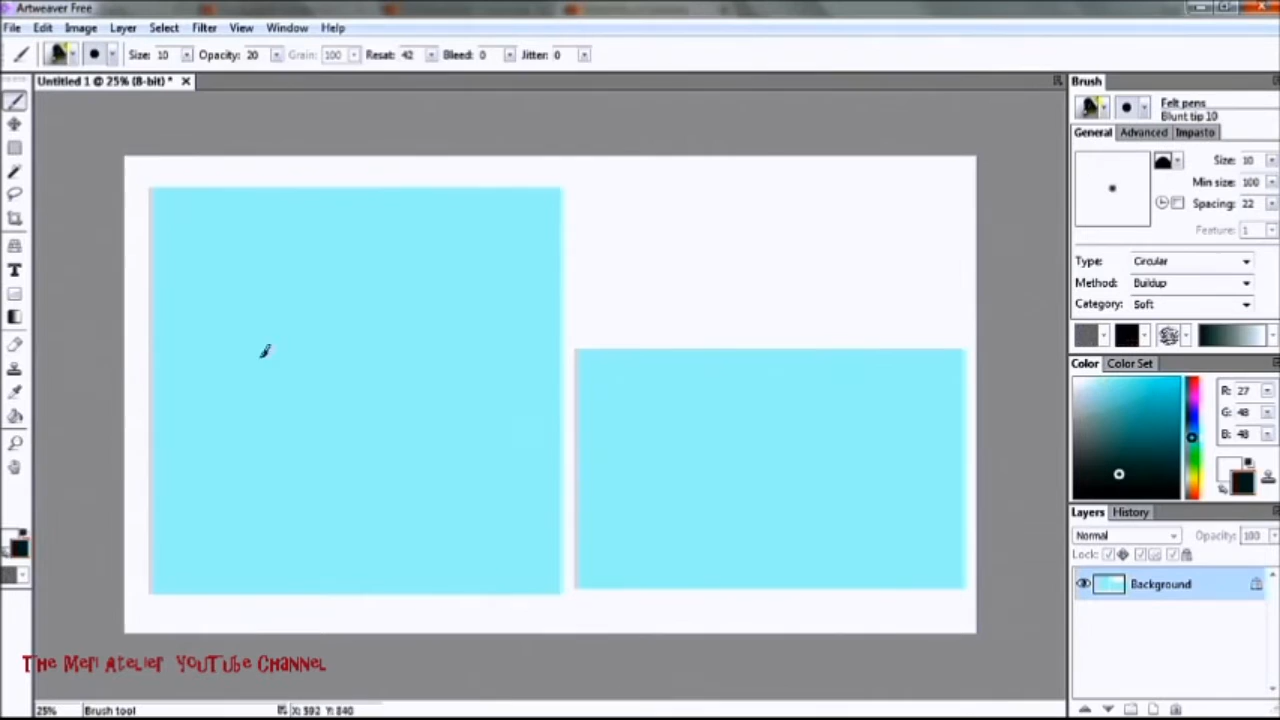 Artweaver Free
File Edit Image Layer Select Filter View Window Help
Size: 10 Opacity: 20 Grain: 100 Resat: 42 Bleed: 0 Jitter: 0
Untitled 1 @ 25% (8-bit) *
Brush
Felt pens
Blunt tip 10
General Advanced Impasto
Size: 10
Min size: 100
Spacing: 22
Feature: 1
Type: Circular
Method: Buildup
Category: Soft
Color Color Set
R: 27
G: 48
B: 48
Layers History
Normal Opacity: 100
Lock:
Background
The Meri Atelier YouTube Channel
25% Brush tool X: 592 Y: 840